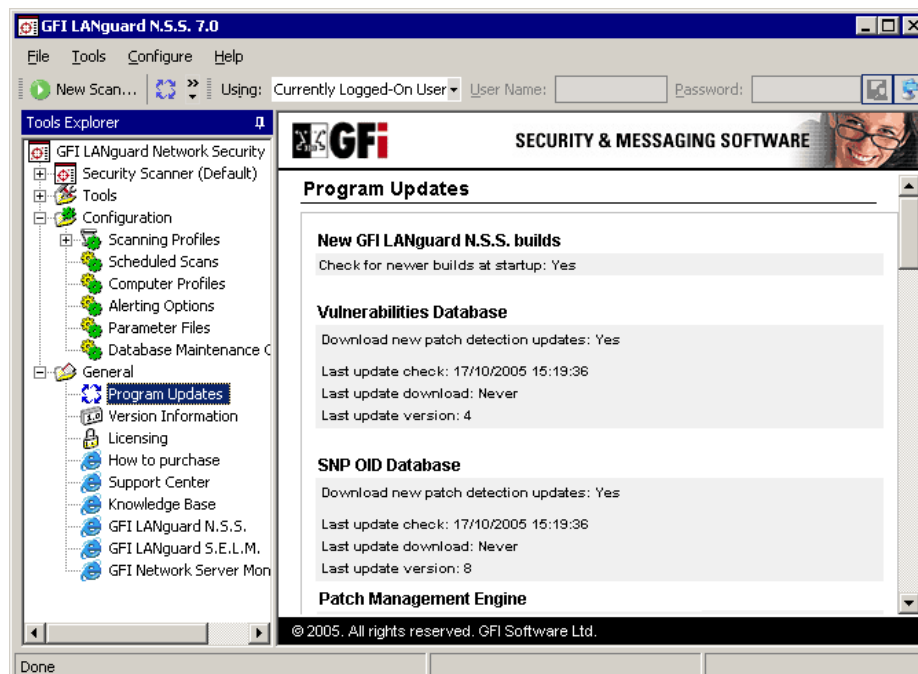 GFI LANguard N.S.S. 7.0
File Tools Configure Help
New Scan... Using: Currently Logged-On User User Name: Password:
Tools Explorer
GFI LANguard Network Security
Security Scanner (Default)
Tools
Configuration
Scanning Profiles
Scheduled Scans
Computer Profiles
Alerting Options
Parameter Files
Database Maintenance O
General
Program Updates
Version Information
Licensing
How to purchase
Support Center
Knowledge Base
GFI LANguard N.S.S.
GFI LANguard S.E.L.M.
GFI Network Server Mon
GFi SECURITY & MESSAGING SOFTWARE
Program Updates
New GFI LANguard N.S.S. builds
Check for newer builds at startup: Yes
Vulnerabilities Database
Download new patch detection updates: Yes
Last update check: 17/10/2005 15:19:36
Last update download: Never
Last update version: 4
SNP OID Database
Download new patch detection updates: Yes
Last update check: 17/10/2005 15:19:36
Last update download: Never
Last update version: 8
Patch Management Engine
© 2005. All rights reserved. GFI Software Ltd.
Done